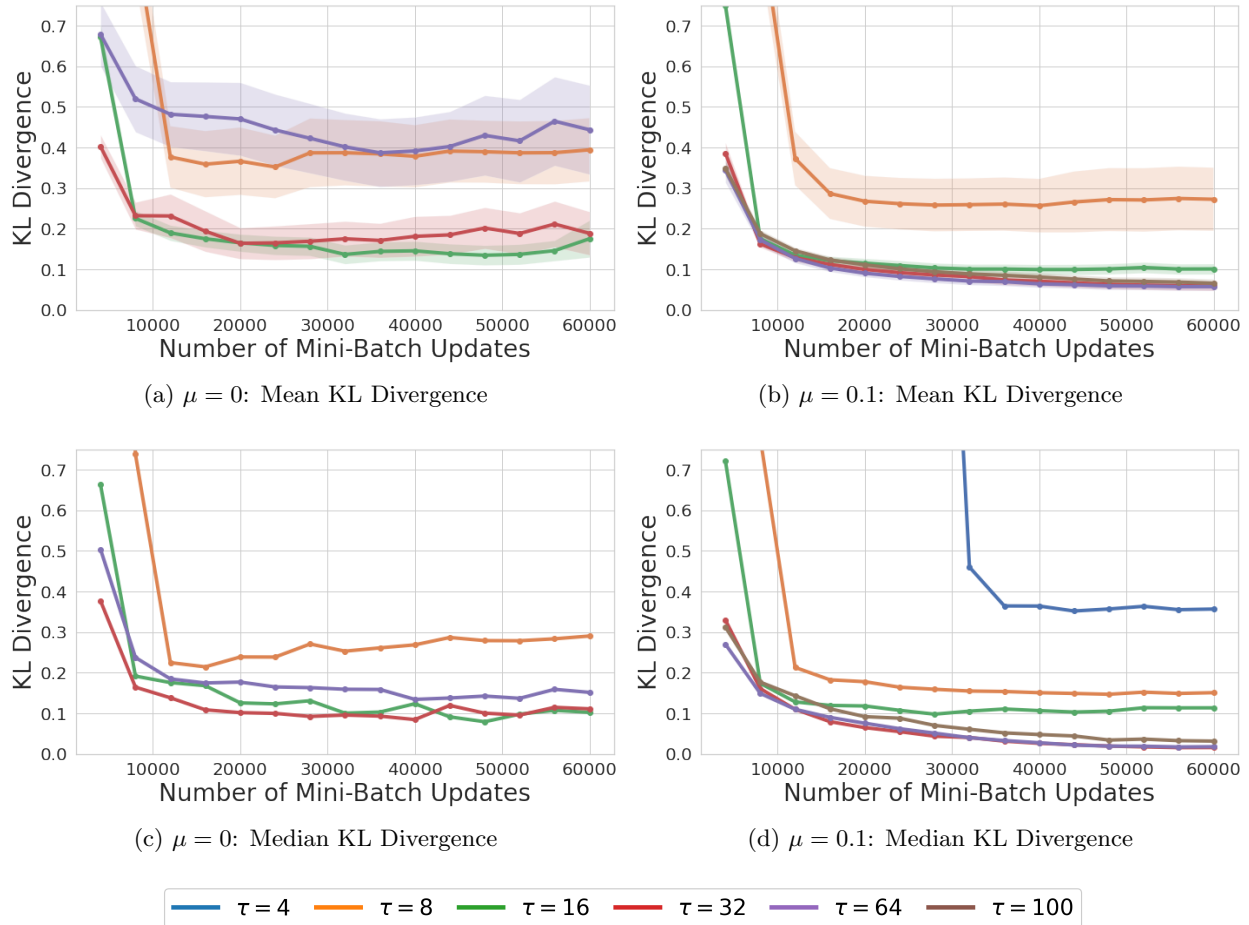 0.7
0.6
0.5
0.4
0.3
0.2
0.1
0.0
KL Divergence
10000 20000 30000 40000 50000 60000
Number of Mini-Batch Updates
(a) μ = 0: Mean KL Divergence
0.7
0.6
0.5
0.4
0.3
0.2
0.1
0.0
KL Divergence
10000 20000 30000 40000 50000 60000
Number of Mini-Batch Updates
(b) μ = 0.1: Mean KL Divergence
0.7
0.6
0.5
0.4
0.3
0.2
0.1
0.0
KL Divergence
10000 20000 30000 40000 50000 60000
Number of Mini-Batch Updates
(c) μ = 0: Median KL Divergence
0.7
0.6
0.5
0.4
0.3
0.2
0.1
0.0
KL Divergence
10000 20000 30000 40000 50000 60000
Number of Mini-Batch Updates
(d) μ = 0.1: Median KL Divergence
τ = 4 τ = 8 τ = 16 τ = 32 τ = 64 τ = 100